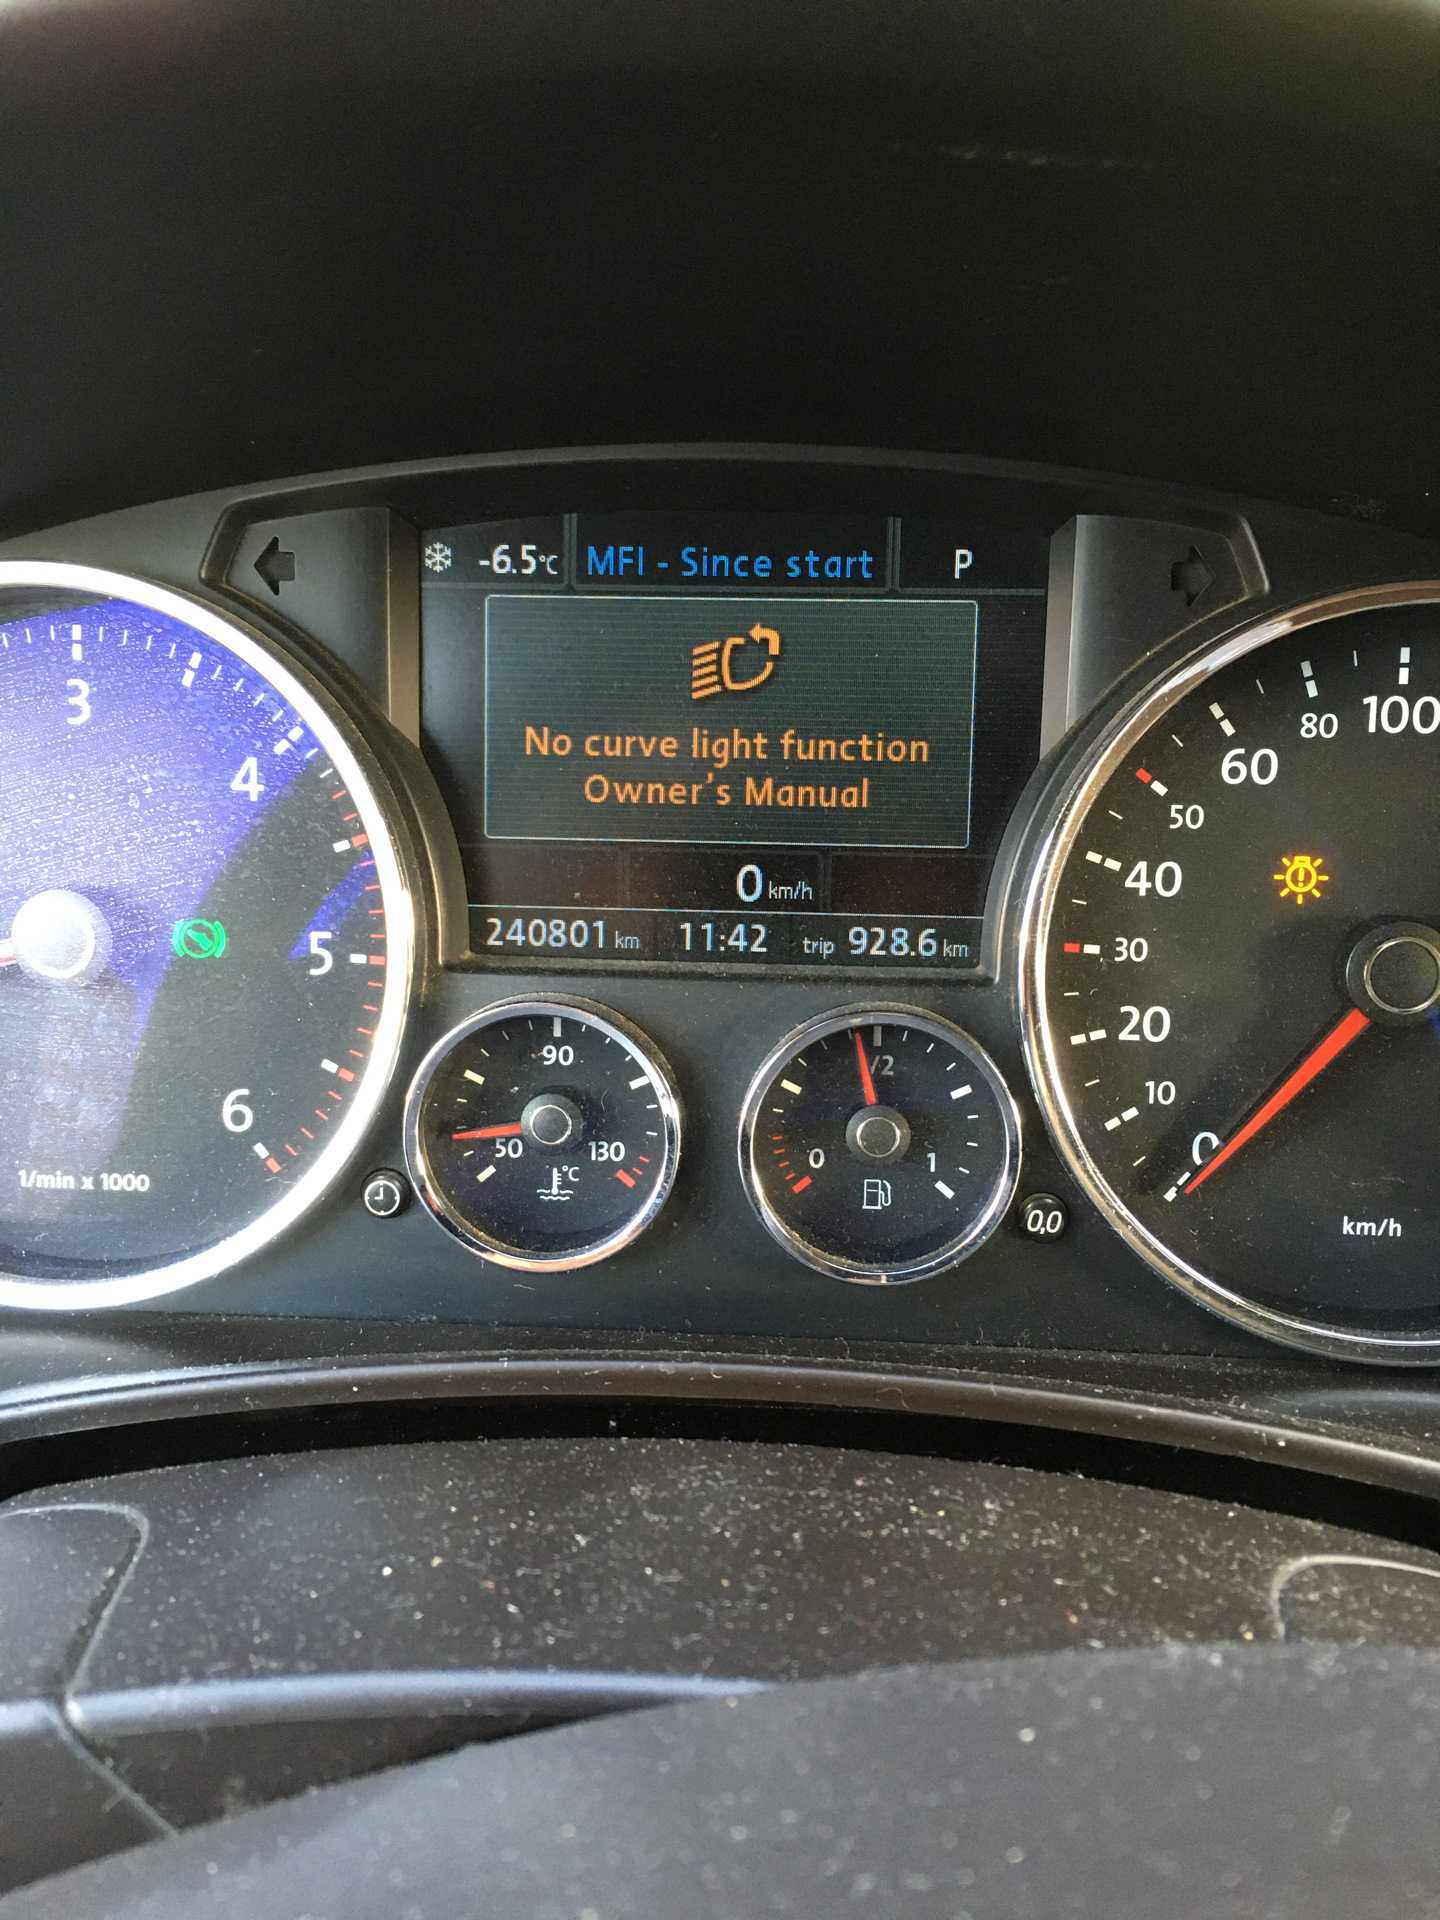 -6.5°C MFI - Since start P
No curve light function
Owner's Manual
0 km/h
240801 km 11:42 trip 928.6 km
3
4
5
6
1/min x 1000
50
90
130
°C
0
1/2
1
0,0
0
10
20
30
40
50
60
80
100
km/h